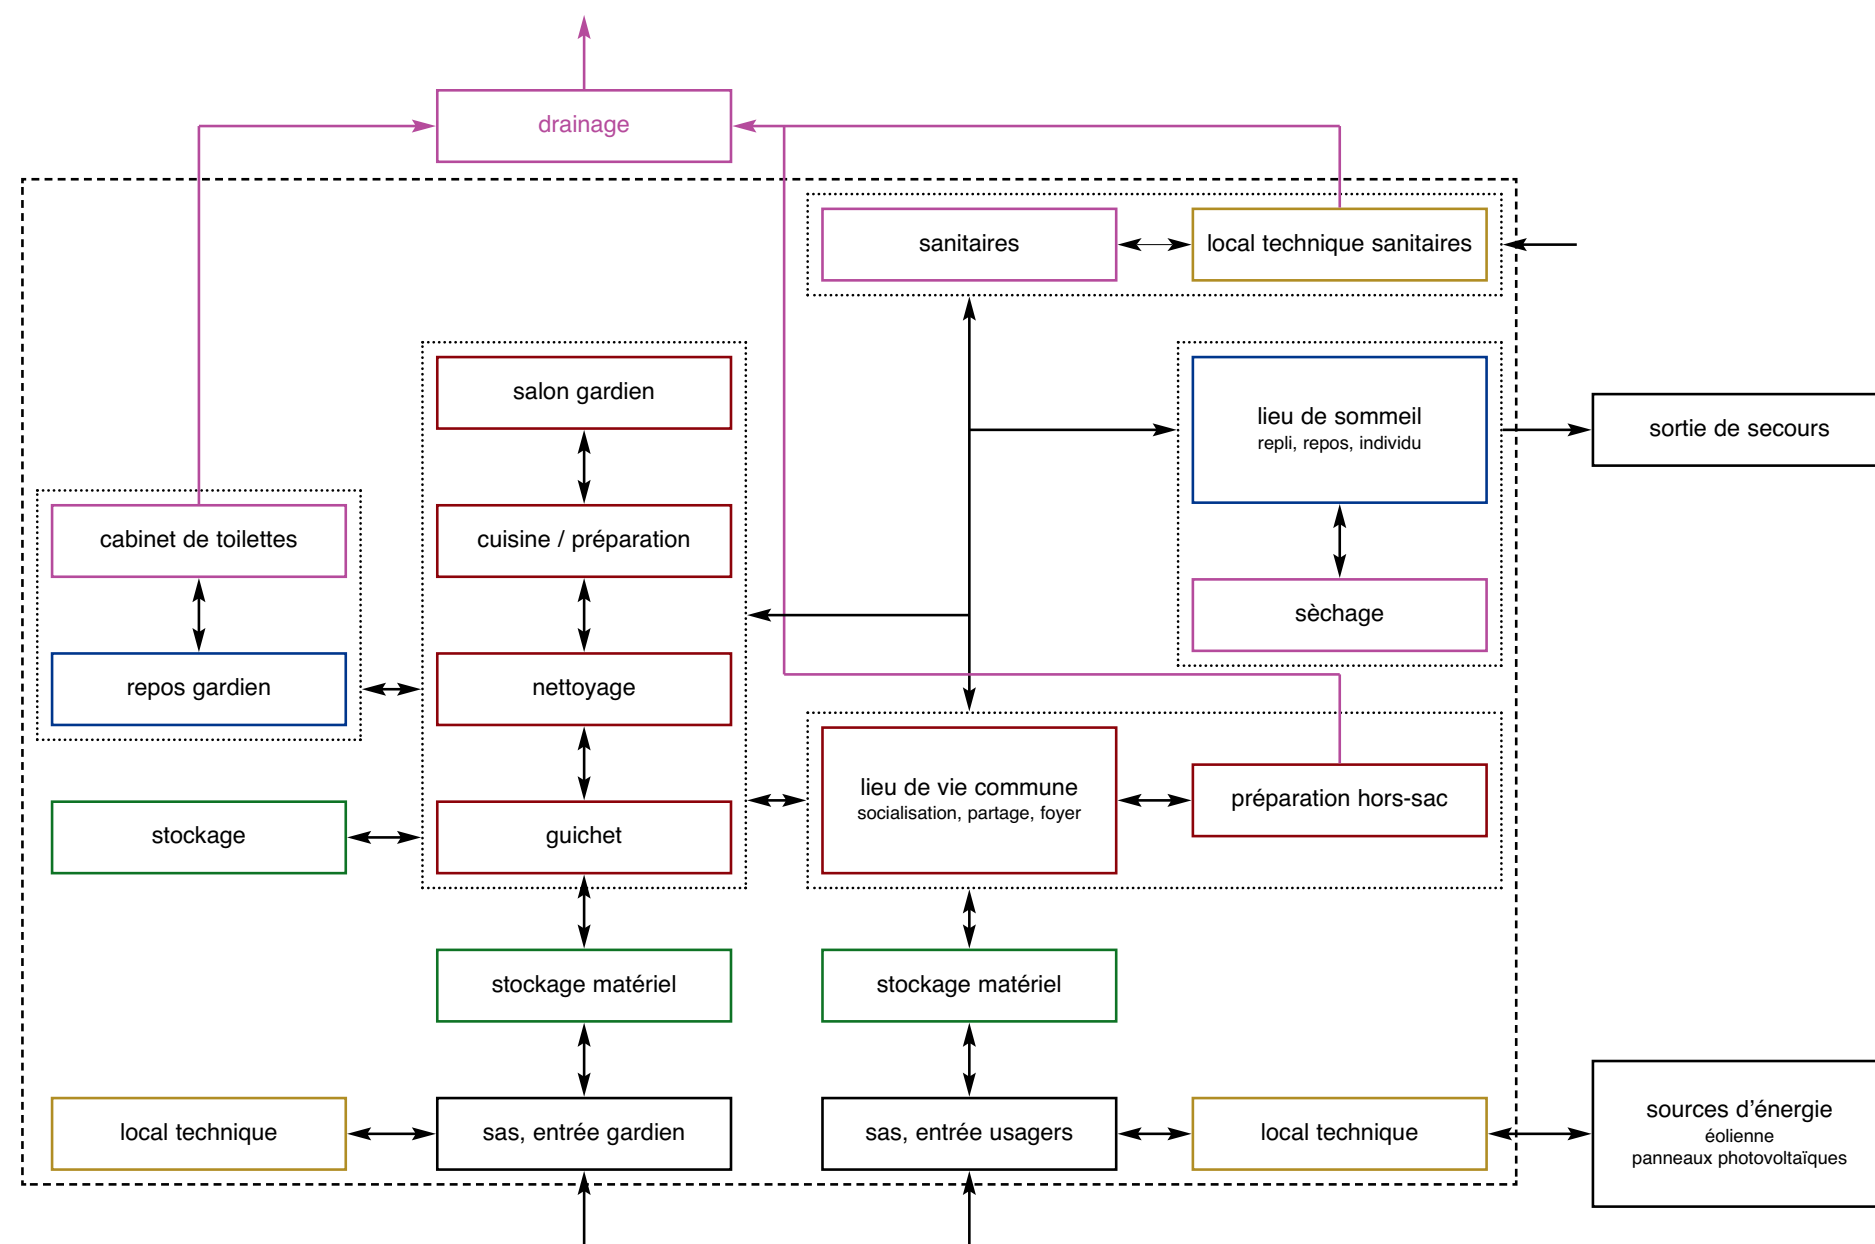 drainage
sanitaires
local technique sanitaires
salon gardien
lieu de sommeil
repli, repos, individu
sortie de secours
cabinet de toilettes
cuisine / préparation
sèchage
repos gardien
nettoyage
lieu de vie commune
socialisation, partage, foyer
préparation hors-sac
stockage
guichet
stockage matériel
stockage matériel
local technique
sas, entrée gardien
sas, entrée usagers
local technique
sources d’énergie
éolienne
panneaux photovoltaïques